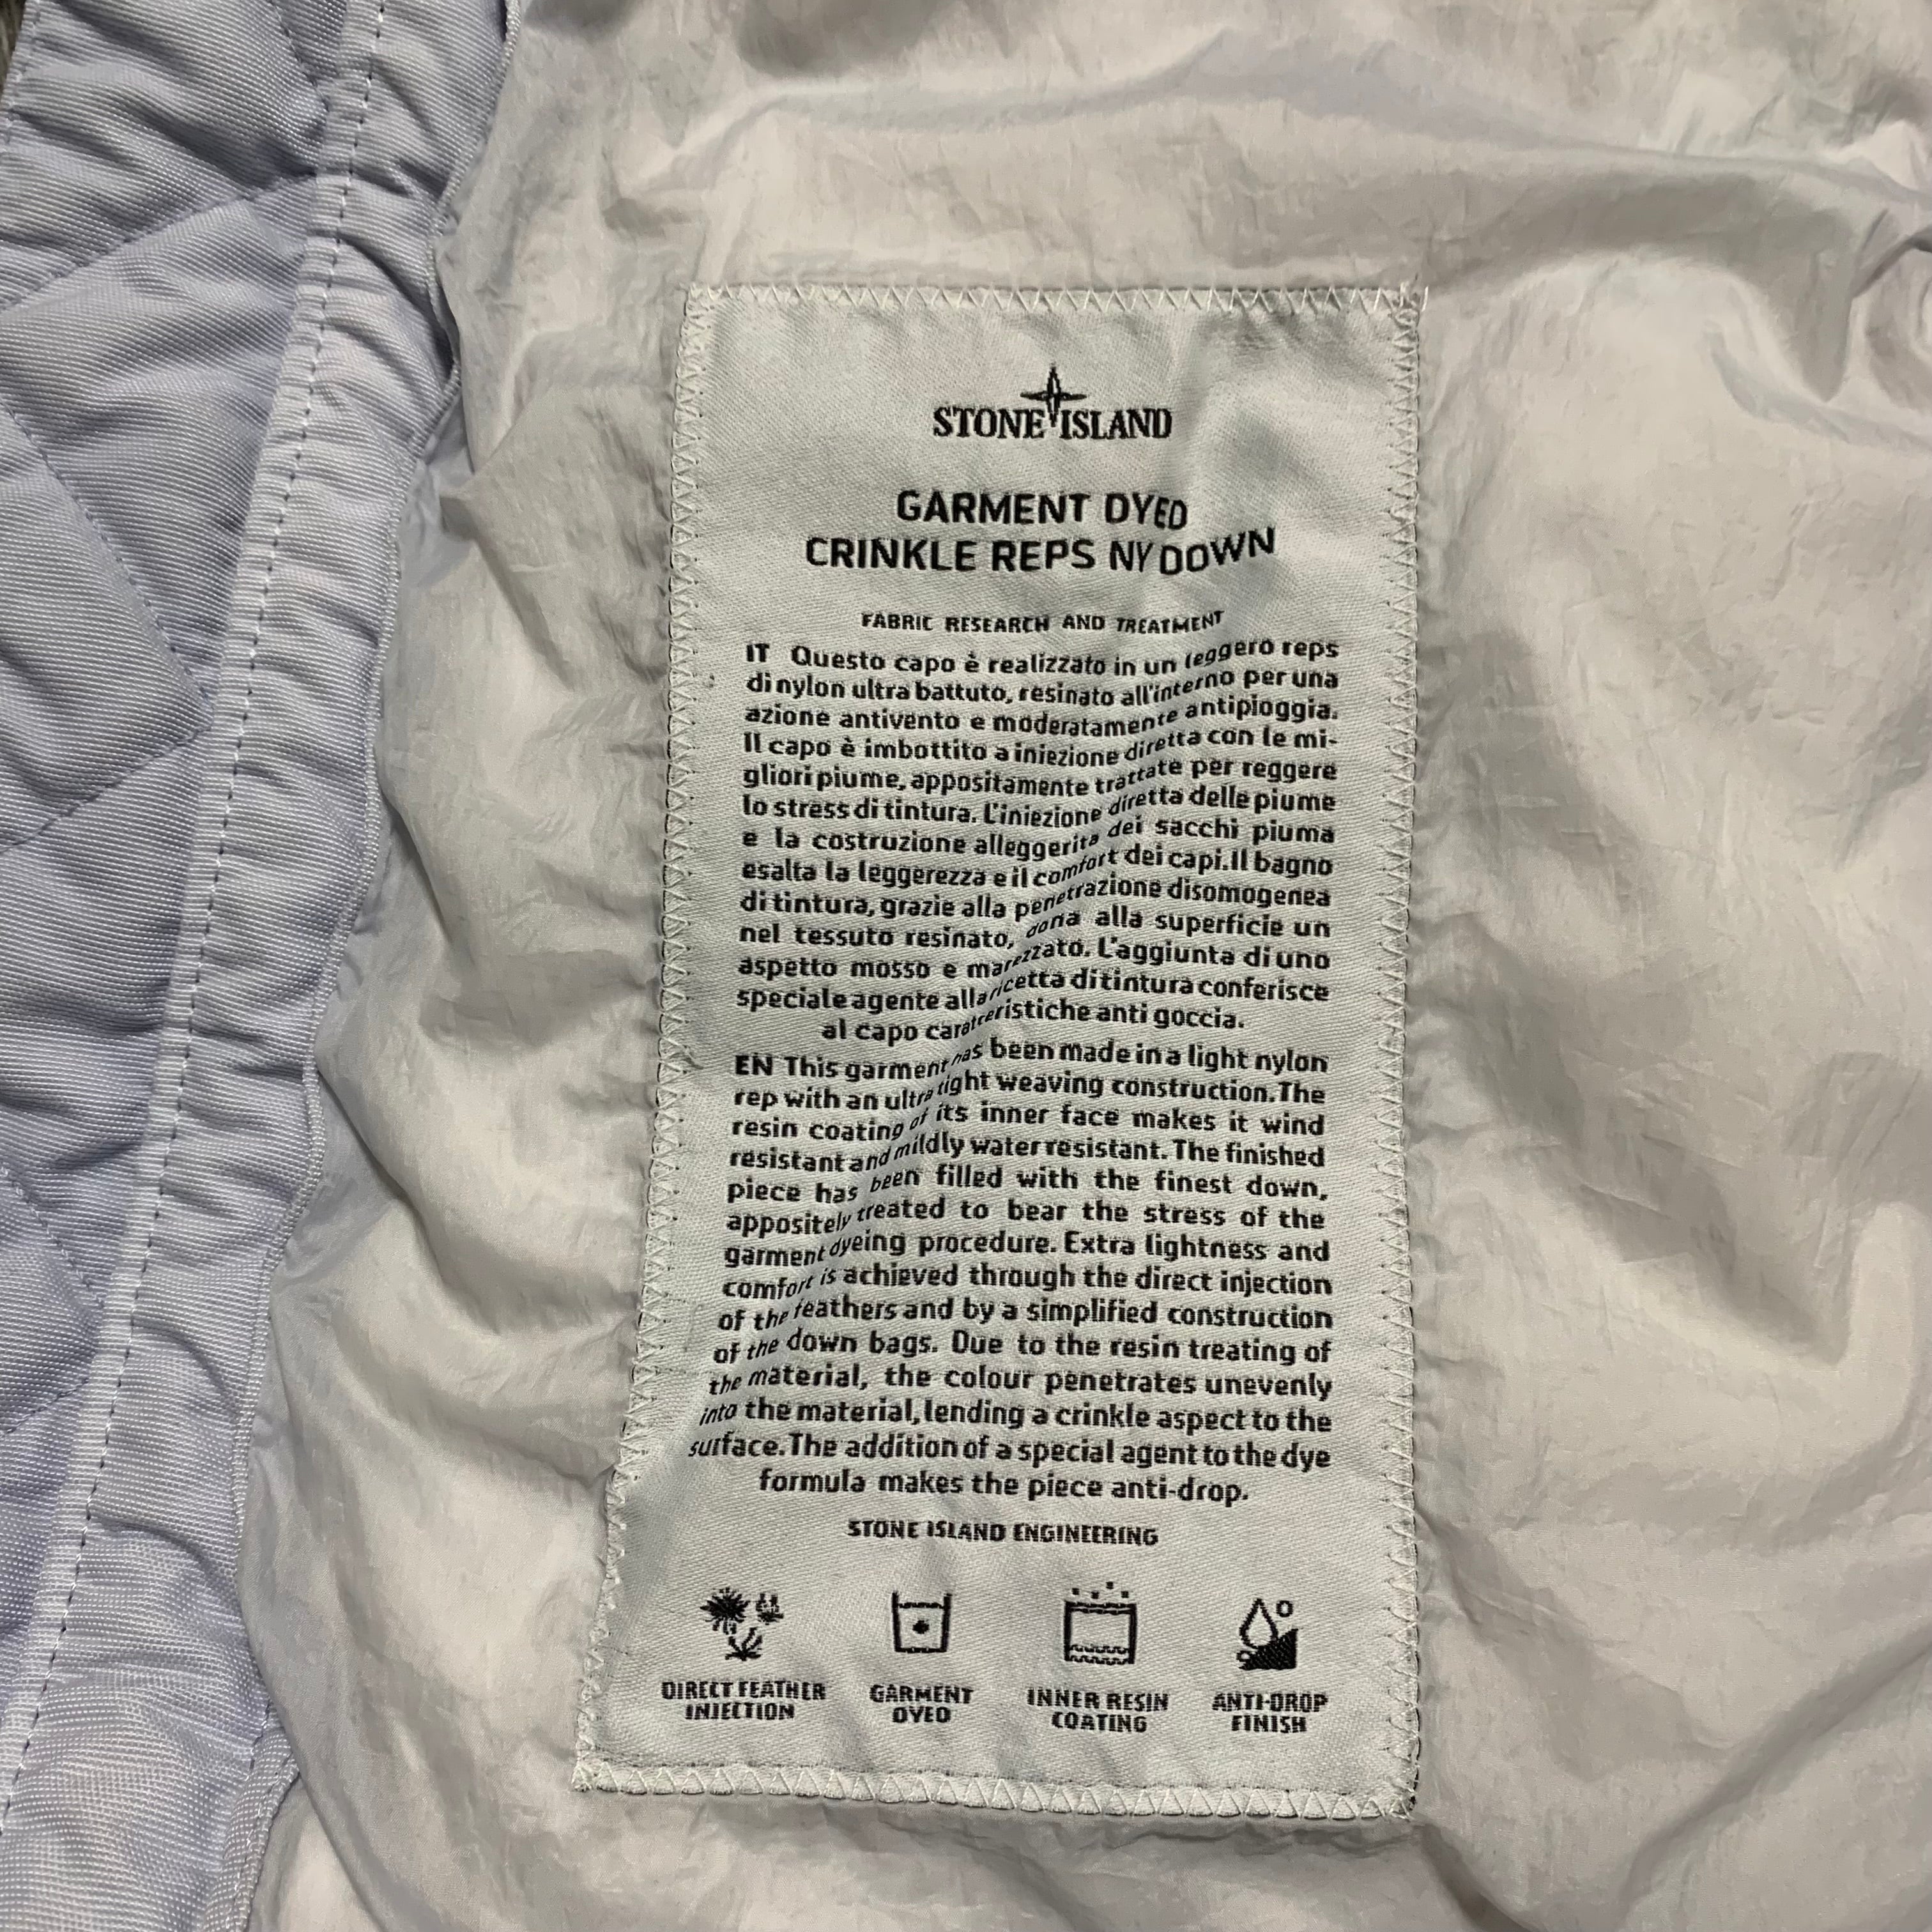 STONE ISLAND
GARMENT DYED
CRINKLE REPS NY DOWN
FABRIC RESEARCH AND TREATMENT
IT Questo capo è realizzato in un leggero reps
di nylon ultra battuto, resinato all'interno per una
azione antivento e moderatamente antipioggia.
Il capo è imbottito a iniezione diretta con le mi-
gliori piume, appositamente trattate per reggere
lo stress di tintura. L'iniezione diretta delle piume
e la costruzione alleggerita dei sacchi piuma
esalta la leggerezza e il comfort dei capi.Il bagno
di tintura, grazie alla penetrazione disomogenea
nel tessuto resinato, dona alla superficie un
aspetto mosso e marezzato. L'aggiunta di uno
speciale agente alla ricetta di tintura conferisce
al capo caratteristiche anti goccia.
EN This garment has been made in a light nylon
rep with an ultra tight weaving construction.The
resin coating of its inner face makes it wind
resistant and mildly water resistant. The finished
piece has been filled with the finest down,
appositely treated to bear the stress of the
garment dyeing procedure. Extra lightness and
comfort is achieved through the direct injection
of the feathers and by a simplified construction
of the down bags. Due to the resin treating of
the material, the colour penetrates unevenly
into the material, lending a crinkle aspect to the
surface.The addition of a special agent to the dye
formula makes the piece anti-drop.
STONE ISLAND ENGINEERING
DIRECT FEATHER
INJECTION
GARMENT
DYED
INNER RESIN
COATING
ANTI-DROP
FINISH